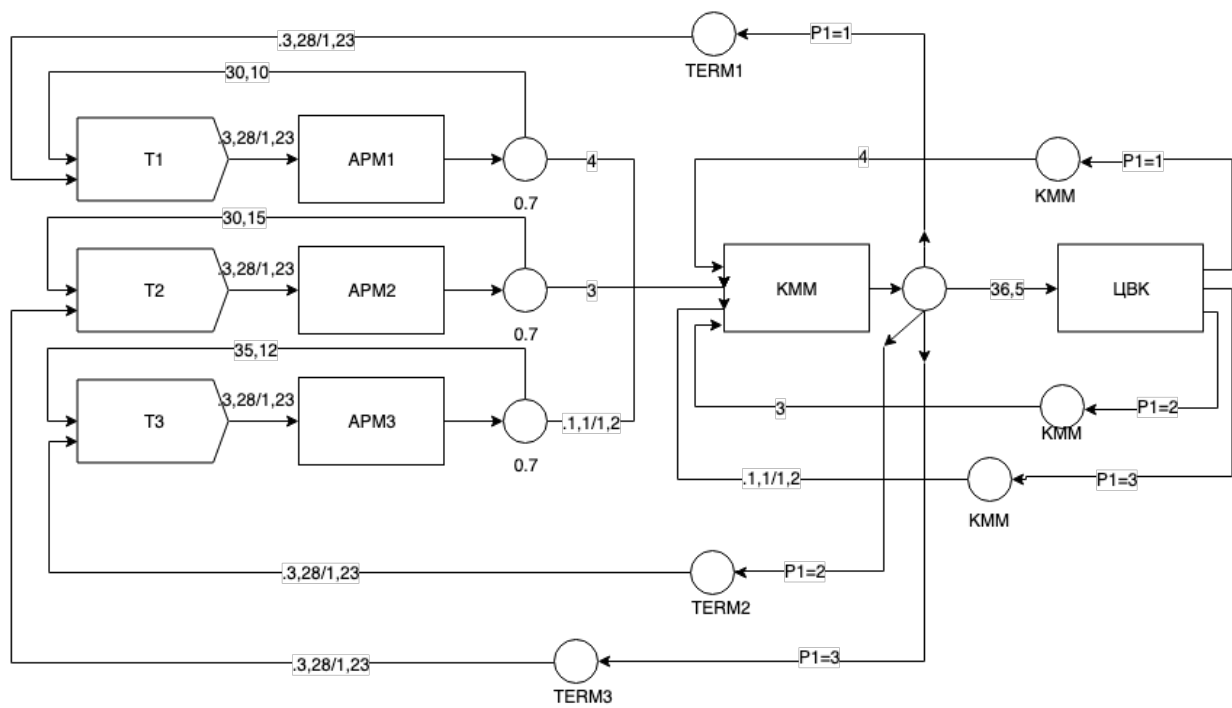 .3,28/1,23
P1=1
TERM1
30,10
T1
.3,28/1,23
АРМ1
4
0.7
4
P1=1
КММ
30,15
T2
.3,28/1,23
АРМ2
3
0.7
КММ
36,5
ЦВК
35,12
T3
.3,28/1,23
АРМ3
.1,1/1,2
0.7
3
P1=2
КММ
.1,1/1,2
P1=3
КММ
.3,28/1,23
P1=2
TERM2
.3,28/1,23
P1=3
TERM3